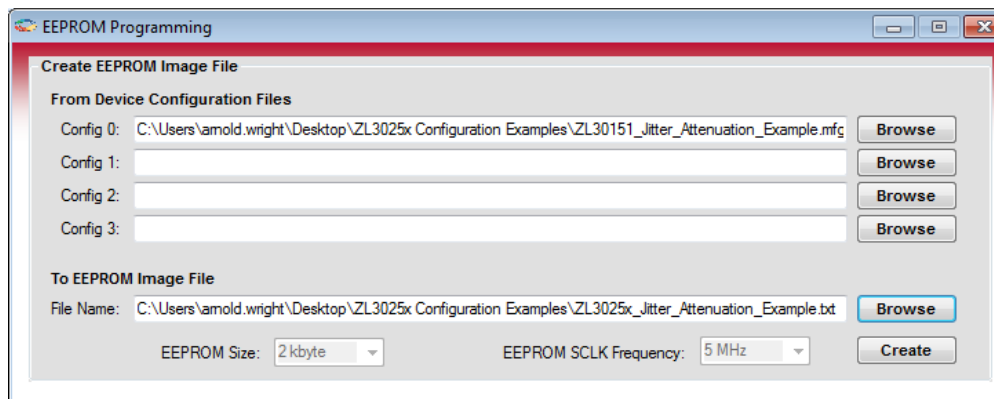 EEPROM Programming
Create EEPROM Image File
From Device Configuration Files
Config 0: C:\Users\arnold.wright\Desktop\ZL3025x Configuration Examples\ZL30151_Jitter_Attenuation_Example.mfg Browse
Config 1: Browse
Config 2: Browse
Config 3: Browse
To EEPROM Image File
File Name: C:\Users\arnold.wright\Desktop\ZL3025x Configuration Examples\ZL3025x_Jitter_Attenuation_Example.txt Browse
EEPROM Size: 2 kbyte EEPROM SCLK Frequency: 5 MHz Create